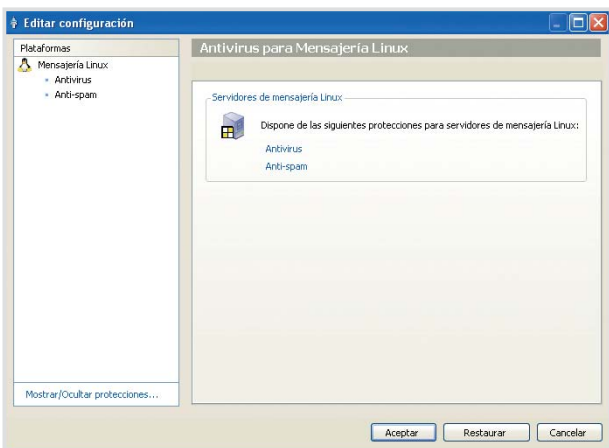 Editar configuración
Plataformas
Mensajería Linux
Antivirus
Anti-spam
Mostrar/Ocultar protecciones...
Antivirus para Mensajería Linux
Servidores de mensajería Linux
Dispone de las siguientes protecciones para servidores de mensajería Linux:
Antivirus
Anti-spam
Aceptar
Restaurar
Cancelar